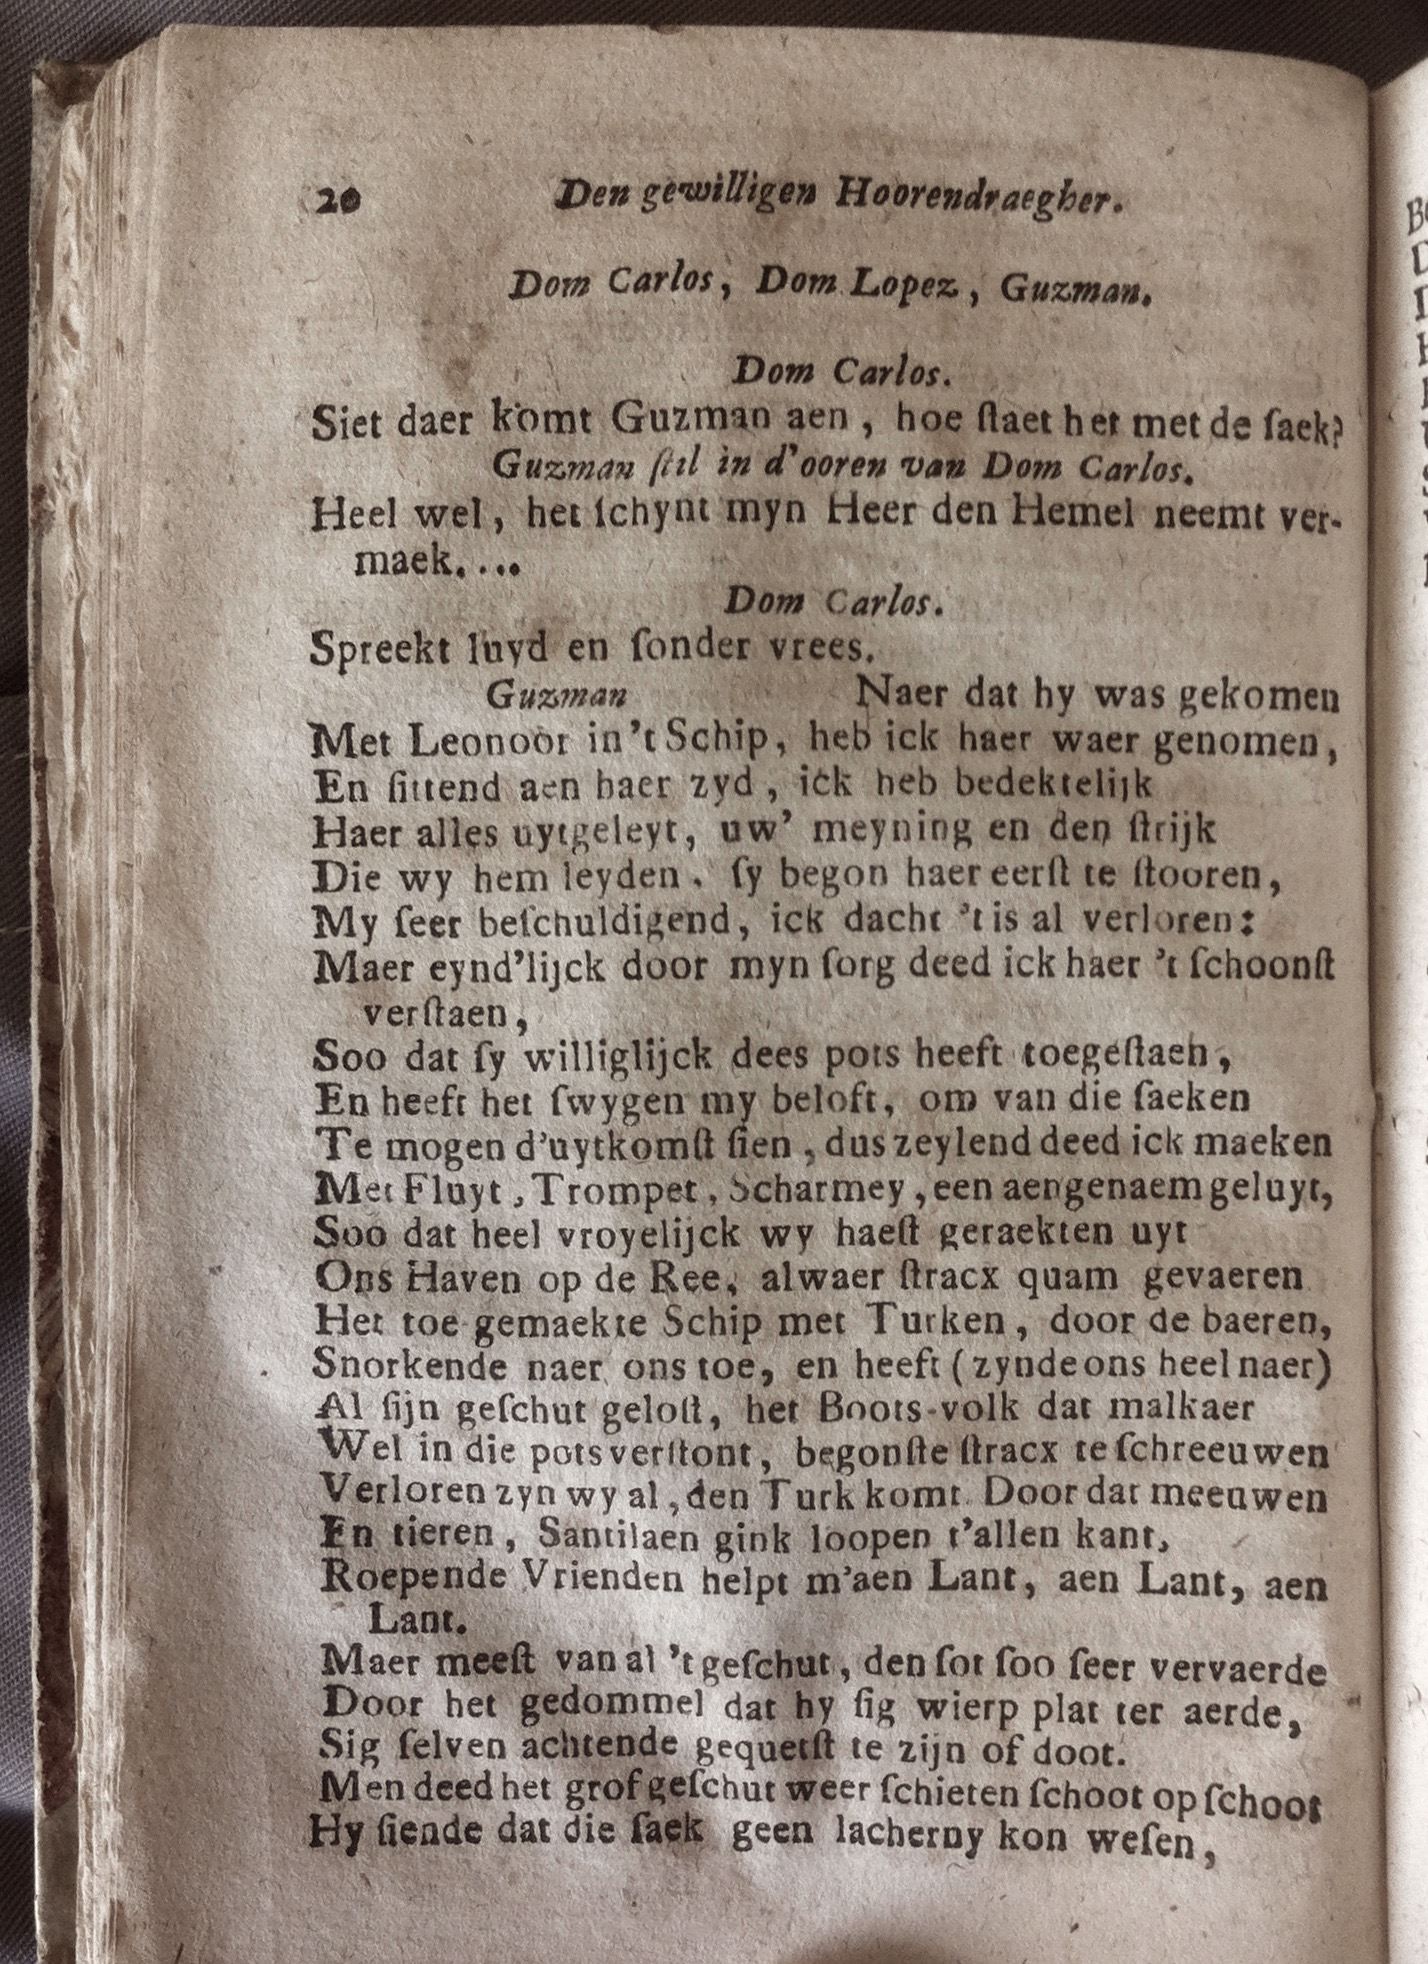 20 Den gewilligen Hoorendraegher.
Dom Carlos, Dom Lopez, Guzman.
Dom Carlos.
Siet daer komt Guzman aen, hoe ſtaet het met de ſaek?
Guzman ſtil in d'ooren van Dom Carlos.
Heel wel, het ſchynt myn Heer den Hemel neemt ver-
maek....
Dom Carlos.
Spreekt luyd en ſonder vrees.
Guzman Naer dat hy was gekomen
Met Leonoor in't Schip, heb ick haer waer genomen,
En ſittend aen haer zyd, ick heb bedektelijk
Haer alles uytgeleyt, uw' meyning en den ſtrijk
Die wy hem leyden. ſy begon haer eerſt te ſtooren,
My ſeer beſchuldigend, ick dacht 't is al verloren:
Maer eynd'lijck door myn ſorg deed ick haer 't ſchoonſt
verſtaen,
Soo dat ſy williglijck dees pots heeft toegeſtaen,
En heeft het ſwygen my beloft, om van die ſaeken
Te mogen d'uytkomſt ſien, dus zeylend deed ick maeken
Met Fluyt, Trompet, Scharmey, een aengenaem geluyt,
Soo dat heel vroyelijck wy haeſt geraekten uyt
Ons Haven op de Ree, alwaer ſtracx quam gevaeren
Het toe gemaekte Schip met Turken, door de baeren,
Snorkende naer ons toe, en heeft (zynde ons heel naer)
Al ſijn geſchut geloſt, het Boots-volk dat malkaer
Wel in die pots verſtont, begonſte ſtracx te ſchreeuwen
Verloren zyn wy al, den Turk komt. Door dat meeuwen
En tieren, Santilaen gink loopen t'allen kant,
Roepende Vrienden helpt m'aen Lant, aen Lant, aen
Lant.
Maer meeſt van al 't geſchut, den ſot ſoo ſeer vervaerde
Door het gedommel dat hy ſig wierp plat ter aerde,
Sig ſelven achtende gequetſt te zijn of doot.
Men deed het grof geſchut weer ſchieten ſchoot op ſchoot
Hy ſiende dat die ſaek geen lacherny kon weſen,